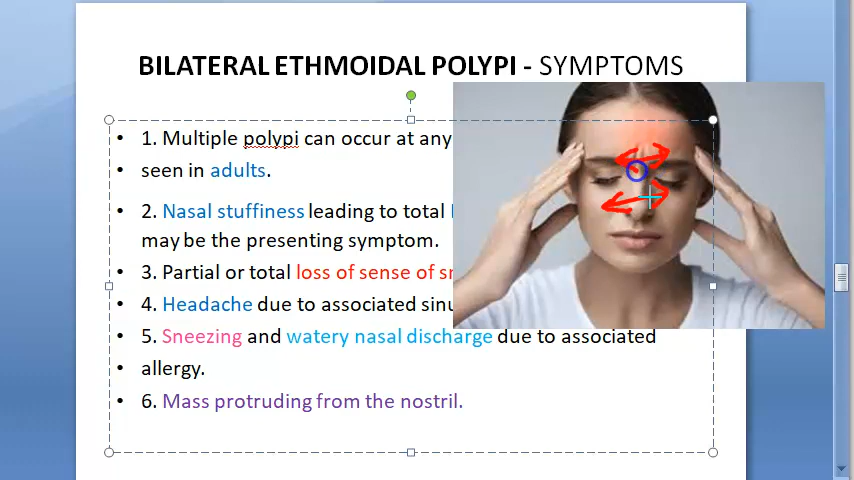 BILATERAL ETHMOIDAL POLYPI - SYMPTOMS
• 1. Multiple polypi can occur at any
• seen in adults.
• 2. Nasal stuffiness leading to total
may be the presenting symptom.
• 3. Partial or total loss of sense of
• 4. Headache due to associated
• 5. Sneezing and watery nasal discharge due to associated
• allergy.
• 6. Mass protruding from the nostril.